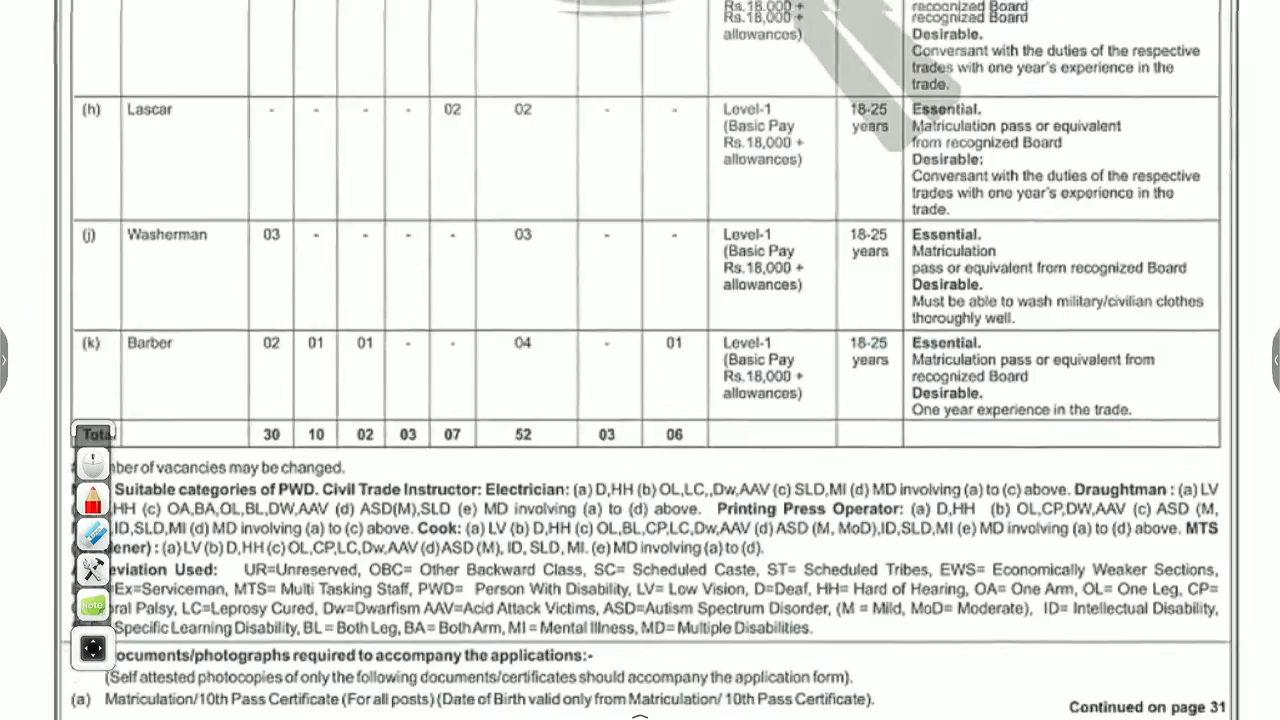 Rs.18,000 + recognized Board
Rs.18,000 + recognized Board
allowances) Desirable.
Conversant with the duties of the respective
trades with one year's experience in the
trade.
(h) Lascar - - - - 02 02 - - Level-1 18-25 Essential.
(Basic Pay years Matriculation pass or equivalent
Rs.18,000 + from recognized Board
allowances) Desirable:
Conversant with the duties of the respective
trades with one year's experience in the
trade.
(j) Washerman 03 - - - - 03 - - Level-1 18-25 Essential.
(Basic Pay years Matriculation
Rs.18,000 + pass or equivalent from recognized Board
allowances) Desirable.
Must be able to wash military/civilian clothes
thoroughly well.
(k) Barber 02 01 01 - - 04 - 01 Level-1 18-25 Essential.
(Basic Pay years Matriculation pass or equivalent from
Rs.18,000 + recognized Board
allowances) Desirable.
One year experience in the trade.
Total 30 10 02 03 07 52 03 06
mber of vacancies may be changed.
Suitable categories of PWD. Civil Trade Instructor: Electrician: (a) D,HH (b) OL,LC,,Dw,AAV (c) SLD,MI (d) MD involving (a) to (c) above. Draughtman : (a) LV
HH (c) OA,BA,OL,BL,DW,AAV (d) ASD(M),SLD (e) MD involving (a) to (d) above. Printing Press Operator: (a) D,HH (b) OL,CP,DW,AAV (c) ASD (M,
,ID,SLD,MI (d) MD involving (a) to (c) above. Cook: (a) LV (b) D,HH (c) OL,BL,CP,LC,Dw,AAV (d) ASD (M, MoD),ID,SLD,MI (e) MD involving (a) to (d) above. MTS
ener) : (a) LV (b) D,HH (c) OL,CP,LC,Dw,AAV (d) ASD (M), ID, SLD, MI. (e) MD involving (a) to (d).
eviation Used: UR=Unreserved, OBC= Other Backward Class, SC= Scheduled Caste, ST= Scheduled Tribes, EWS= Economically Weaker Sections,
=Ex=Serviceman, MTS= Multi Tasking Staff, PWD= Person With Disability, LV= Low Vision, D=Deaf, HH= Hard of Hearing, OA= One Arm, OL= One Leg, CP=
ral Palsy, LC=Leprosy Cured, Dw=Dwarfism AAV=Acid Attack Victims, ASD=Autism Spectrum Disorder, (M = Mild, MoD= Moderate), ID= Intellectual Disability,
Specific Learning Disability, BL = Both Leg, BA = Both Arm, MI = Mental Illness, MD= Multiple Disabilities.
Note
ocuments/photographs required to accompany the applications:-
(Self attested photocopies of only the following documents/certificates should accompany the application form).
(a) Matriculation/10th Pass Certificate (For all posts) (Date of Birth valid only from Matriculation/ 10th Pass Certificate).
Continued on page 31